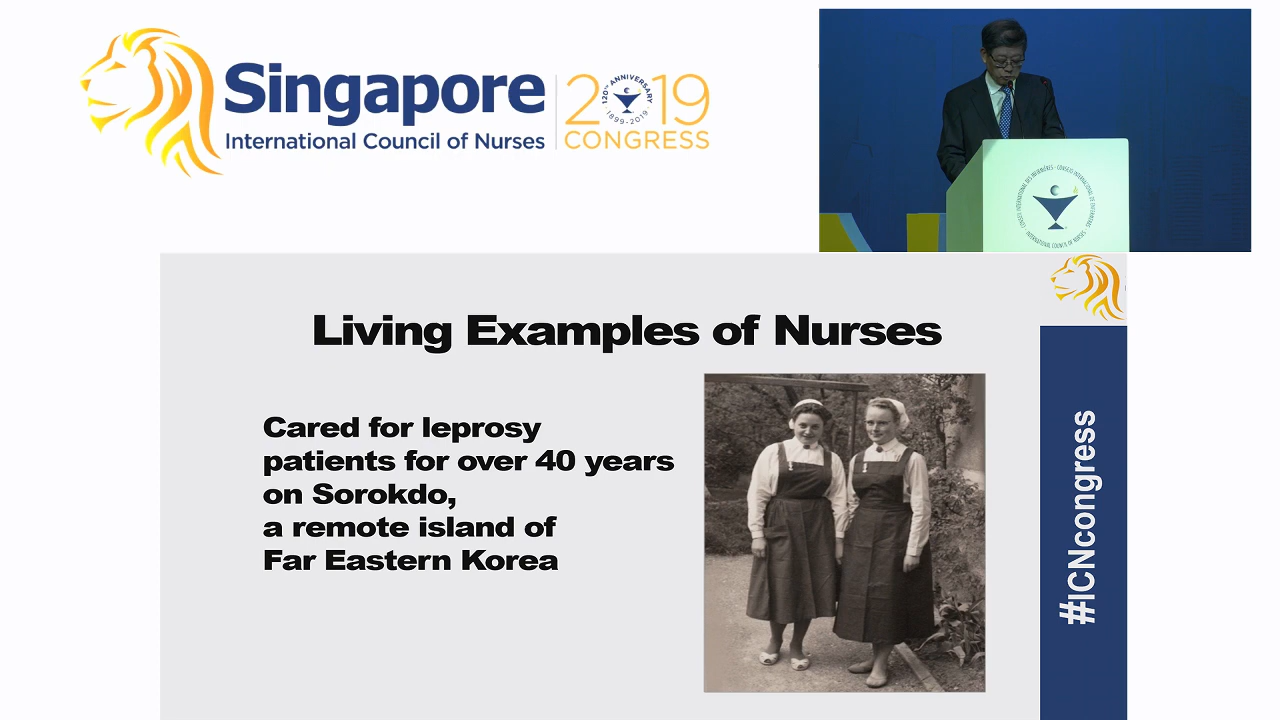 Singapore
International Council of Nurses
2019
120TH ANNIVERSARY
·1899-2019·
CONGRESS
Living Examples of Nurses
Cared for leprosy
patients for over 40 years
on Sorokdo,
a remote island of
Far Eastern Korea
#ICNcongress